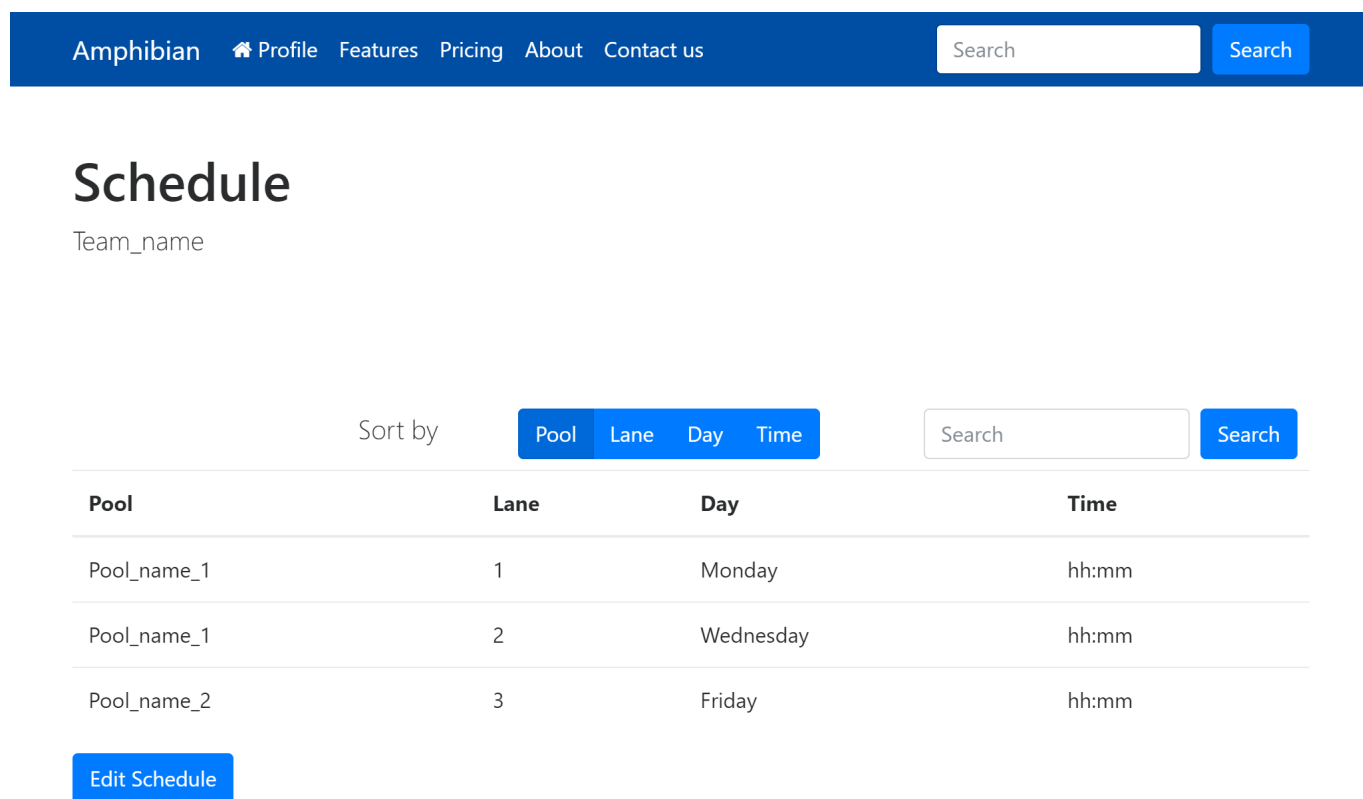 Amphibian Profile Features Pricing About Contact us Search Search
Schedule
Team_name
Sort by Pool Lane Day Time Search Search
Pool Lane Day Time
Pool_name_1 1 Monday hh:mm
Pool_name_1 2 Wednesday hh:mm
Pool_name_2 3 Friday hh:mm
Edit Schedule